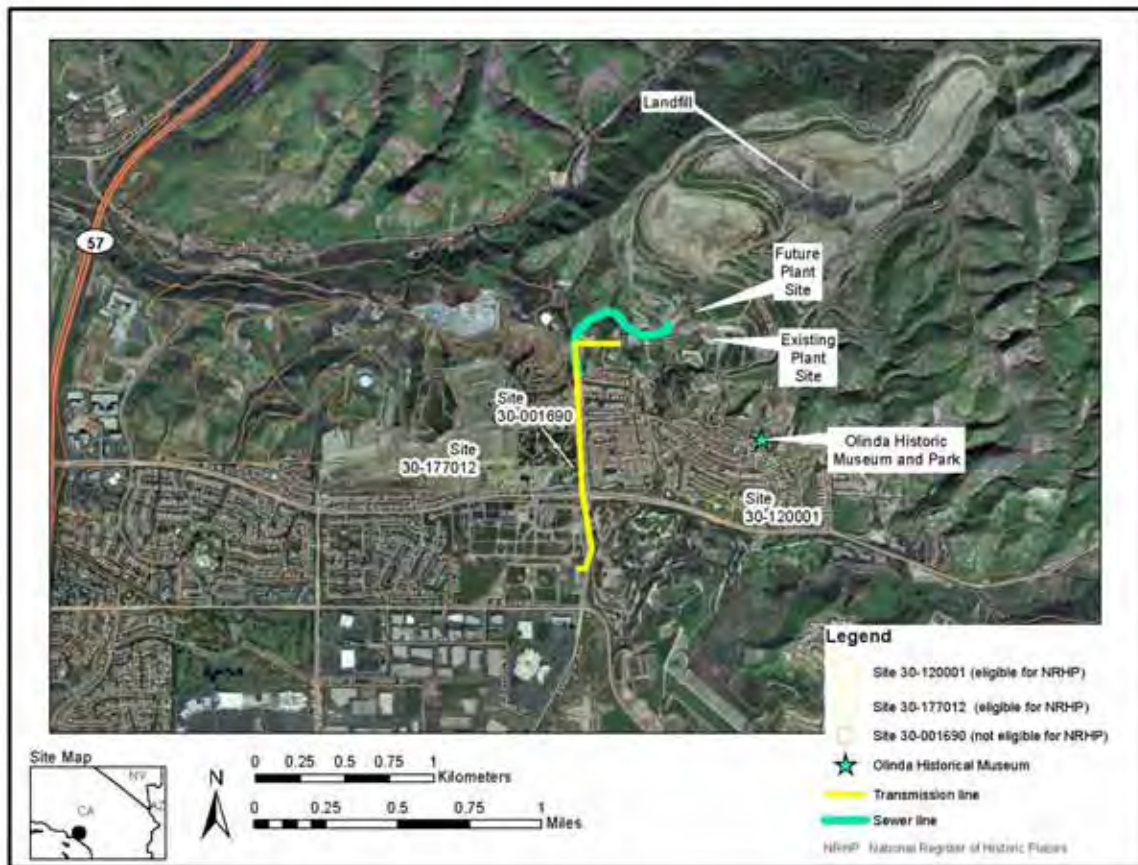 Landfill
57
Future
Plant
Site
Existing
Plant
Site
Site
30-001690
Site
30-177012
Olinda Historic
Museum and Park
Site
30-120001
Legend
Site 30-120001 (eligible for NRHP)
Site 30-177012 (eligible for NRHP)
Site 30-001690 (not eligible for NRHP)
Olinda Historical Museum
Transmission line
Sewer line
NRHP National Register of Historic Places
Site Map
NV
CA
N
0 0.25 0.5 0.75 1
Kilometers
0 0.25 0.5 0.75 1
Miles